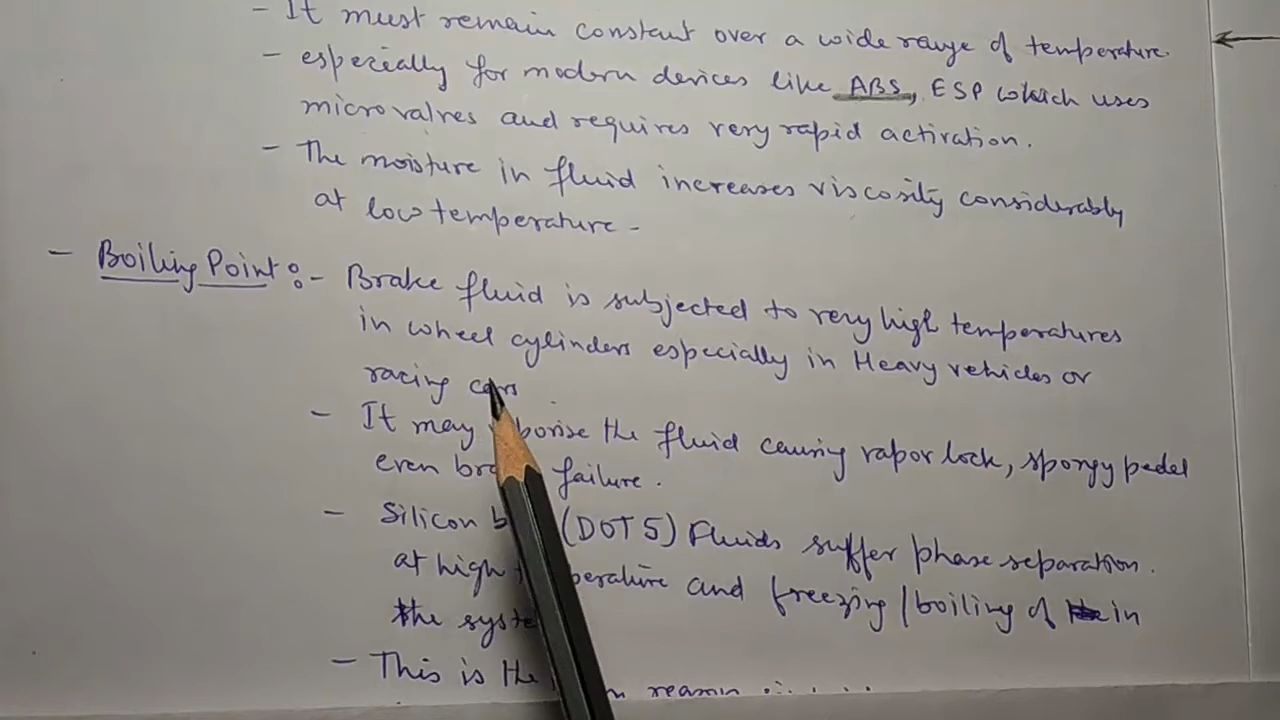 - It must remain constant over a wide range of temperature.
- especially for modern devices like ABS, ESP which uses
microvalves and requires very rapid activation.
- The moisture in fluid increases viscosity considerably
at low temperature -
- Boiling Point :- Brake fluid is subjected to very high temperatures
in wheel cylinders especially in Heavy vehicles or
racing cars
- It may the fluid causing vapor lock, spongy pedal
even failure.
- Silicon (DOT 5) Fluids suffer phase separation.
at high and freezing / boiling of in
the
- This is the